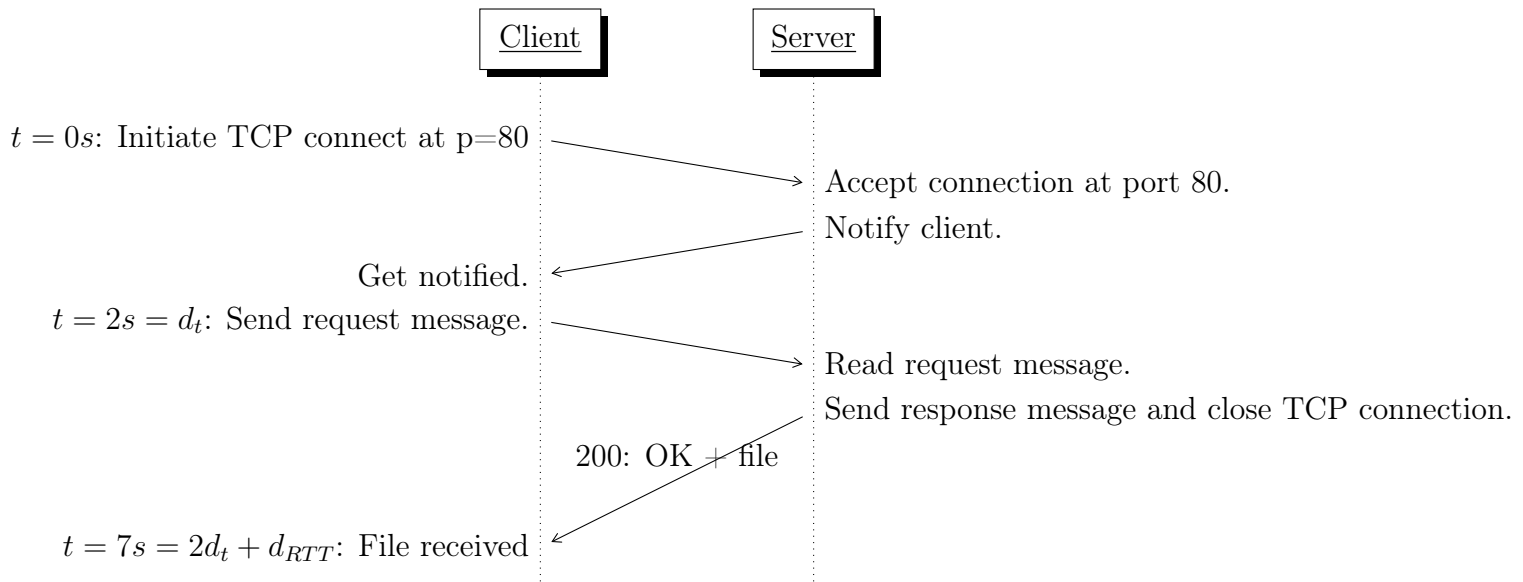 Client
Server
t = 0s: Initiate TCP connect at p=80
Accept connection at port 80.
Notify client.
Get notified.
t = 2s = d_t: Send request message.
Read request message.
Send response message and close TCP connection.
200: OK + file
t = 7s = 2d_t + d_{RTT}: File received